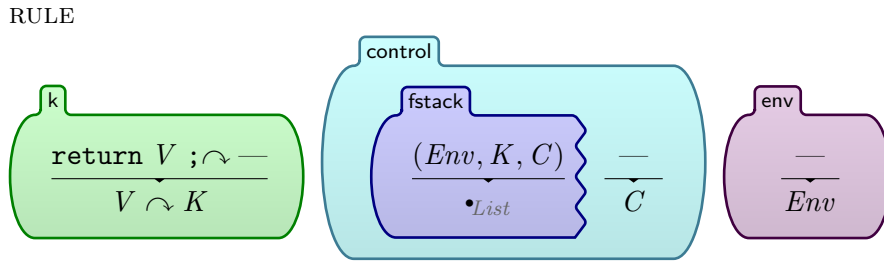 RULE
control
k fstack env
return V ;↷ — (Env, K, C) — —
V ↷ K •List C Env